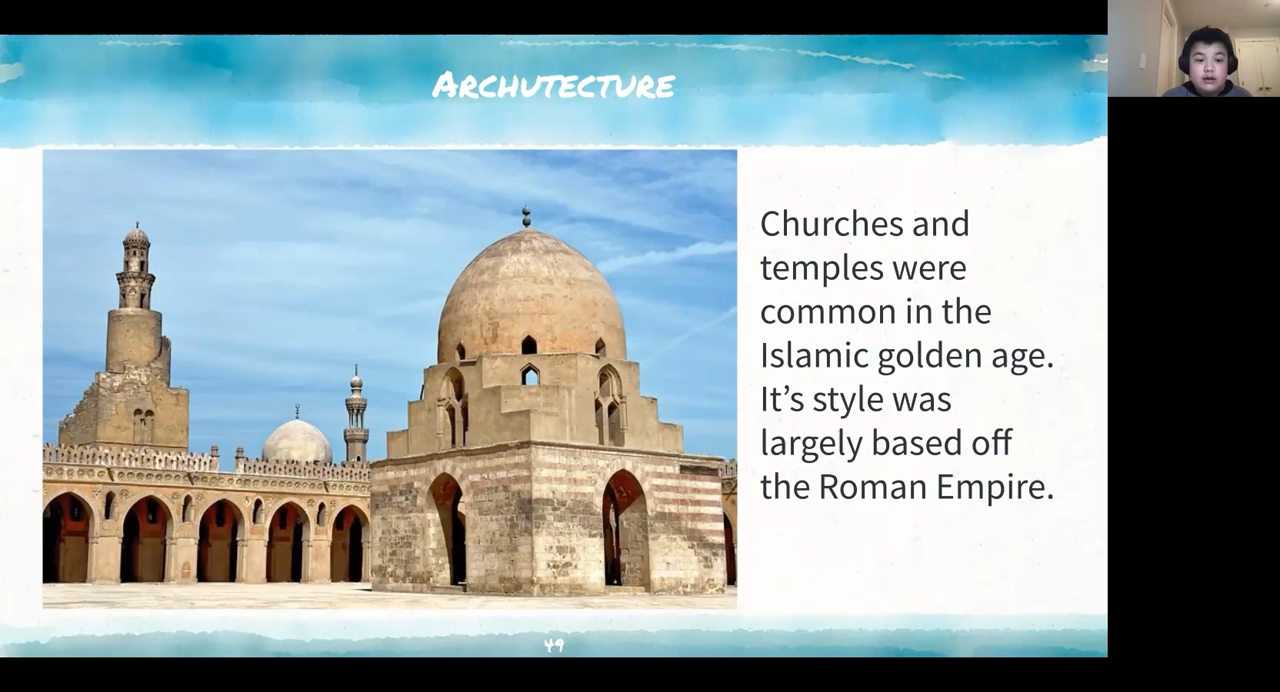 ARCHUTECTURE
Churches and
temples were
common in the
Islamic golden age.
It’s style was
largely based off
the Roman Empire.
49